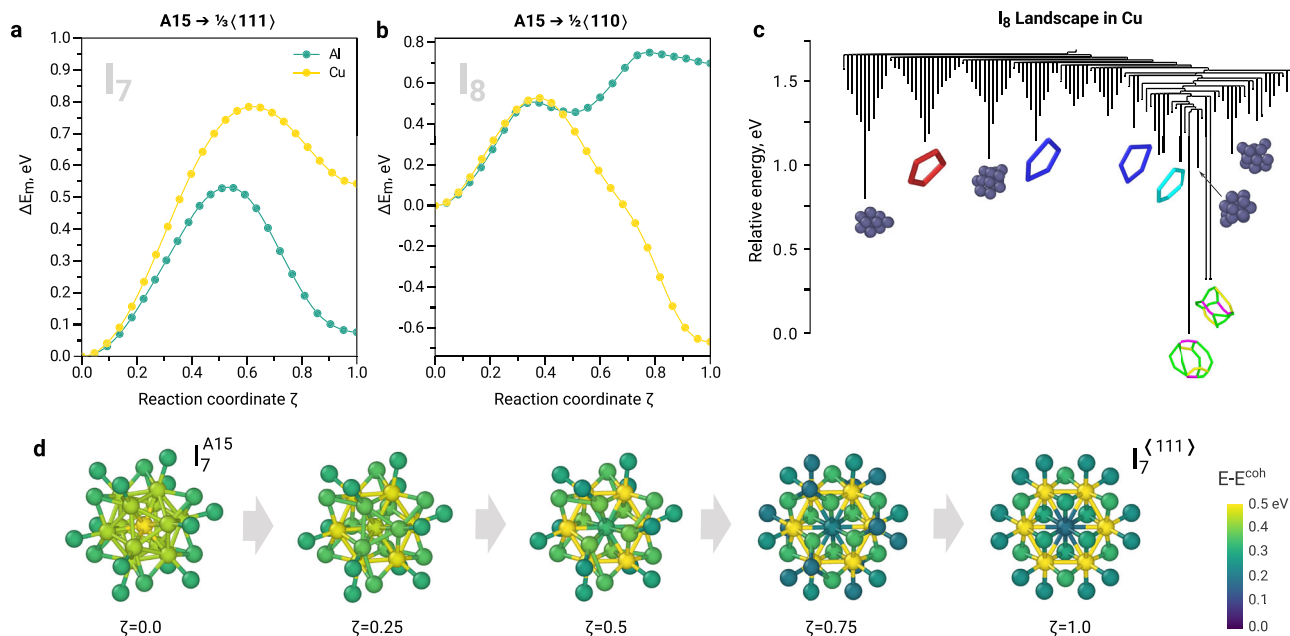 A15 → ⅓⟨111⟩
a
I₇
Al
Cu
ΔEm, eV
1.0
0.9
0.8
0.7
0.6
0.5
0.4
0.3
0.2
0.1
0.0
0.0 0.2 0.4 0.6 0.8 1.0
Reaction coordinate ζ
A15 → ½⟨110⟩
b
I₈
ΔEm, eV
0.8
0.6
0.4
0.2
0.0
-0.2
-0.4
-0.6
0.0 0.2 0.4 0.6 0.8 1.0
Reaction coordinate ζ
I₈ Landscape in Cu
c
Relative energy, eV
1.5
1.0
0.5
0.0
d
I₇^A15
I₇^⟨111⟩
ζ=0.0 ζ=0.25 ζ=0.5 ζ=0.75 ζ=1.0
E-E^coh
0.5 eV
0.4
0.3
0.2
0.1
0.0